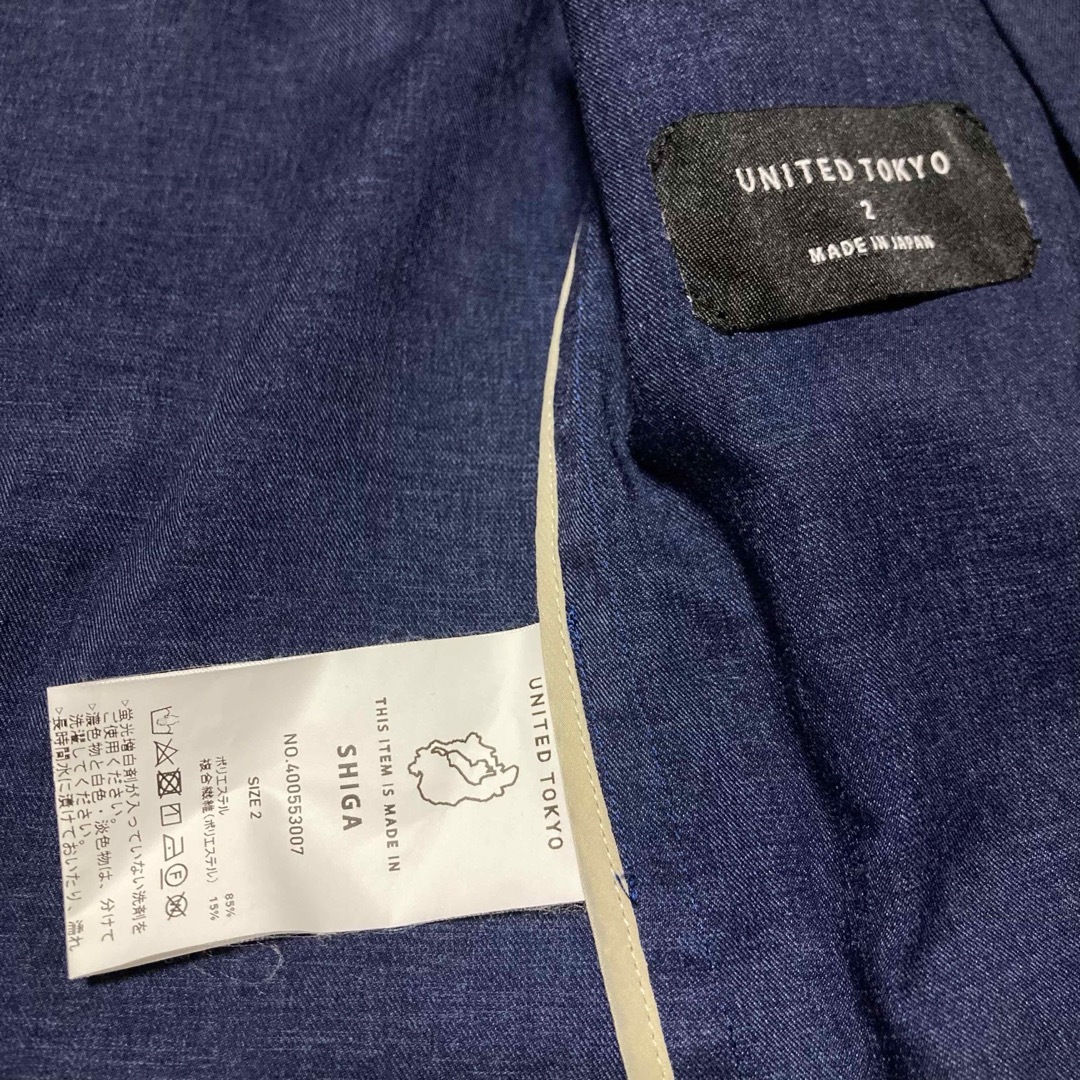 UNITED TOKYO
2
MADE IN JAPAN
UNITED TOKYO
THIS ITEM IS MADE IN
SHIGA
NO.400553007
SIZE 2
ポリエステル 85%
複合繊維(ポリエステル) 15%
F
▷蛍光増白剤が入っていない洗剤を
ご使用ください。
▷濃色物と白色・淡色物は、分けて
洗濯してください。
▷長時間水に漬けておいたり、濡れ